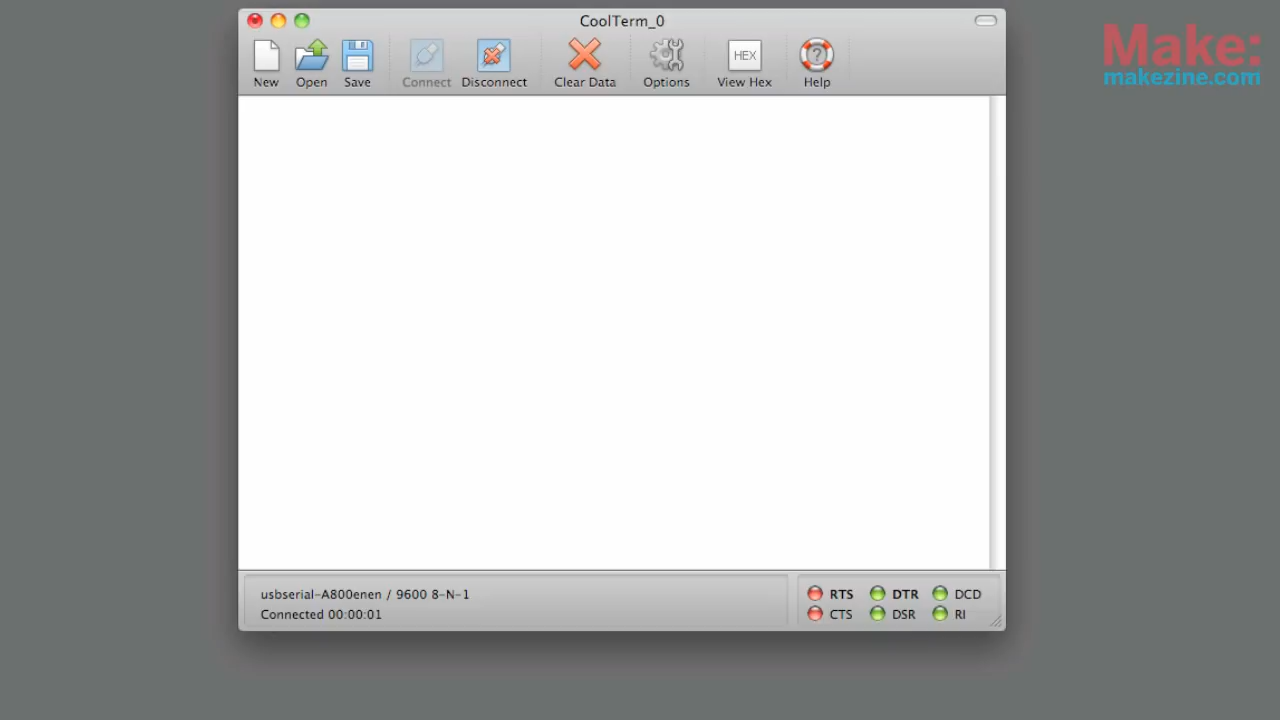 CoolTerm_0
Make:
makezine.com
New Open Save Connect Disconnect Clear Data Options HEX View Hex ? Help
usbserial-A800enen / 9600 8-N-1
Connected 00:00:01
RTS DTR DCD
CTS DSR RI